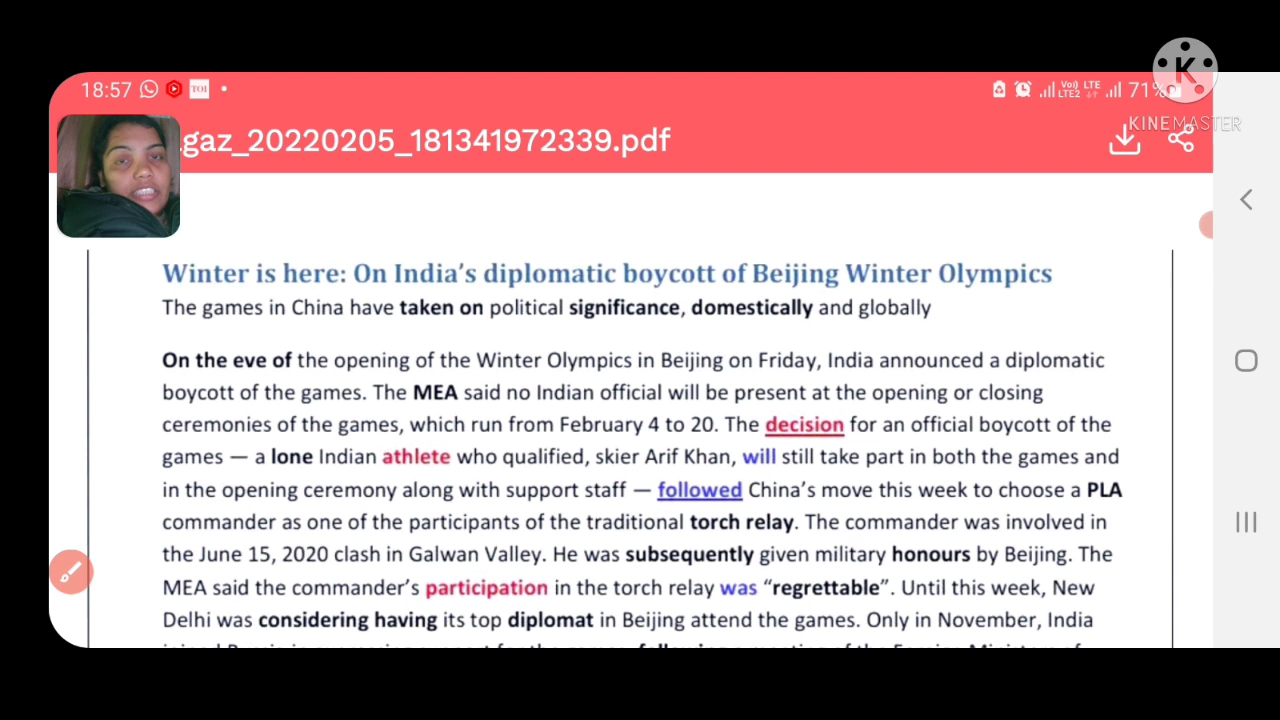 18:57 TOI LTE2 Vo) LTE 71%
KINEMASTER
gaz_20220205_181341972339.pdf
Winter is here: On India's diplomatic boycott of Beijing Winter Olympics
The games in China have taken on political significance, domestically and globally
On the eve of the opening of the Winter Olympics in Beijing on Friday, India announced a diplomatic
boycott of the games. The MEA said no Indian official will be present at the opening or closing
ceremonies of the games, which run from February 4 to 20. The decision for an official boycott of the
games — a lone Indian athlete who qualified, skier Arif Khan, will still take part in both the games and
in the opening ceremony along with support staff — followed China's move this week to choose a PLA
commander as one of the participants of the traditional torch relay. The commander was involved in
the June 15, 2020 clash in Galwan Valley. He was subsequently given military honours by Beijing. The
MEA said the commander's participation in the torch relay was “regrettable”. Until this week, New
Delhi was considering having its top diplomat in Beijing attend the games. Only in November, India